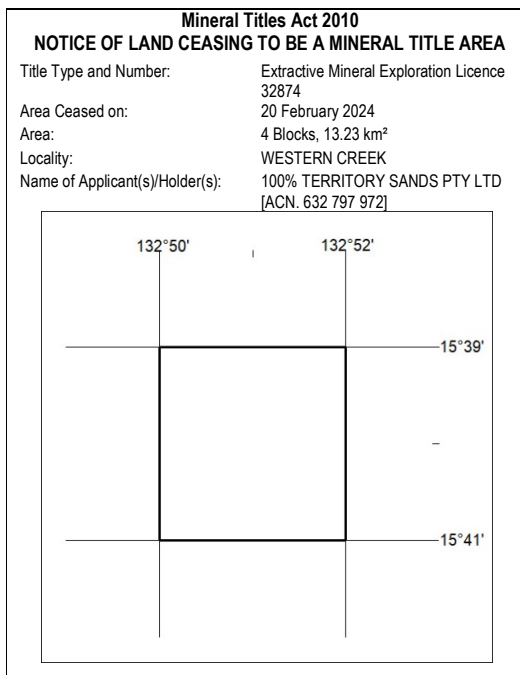 Mineral Titles Act 2010
NOTICE OF LAND CEASING TO BE A MINERAL TITLE AREA
Title Type and Number: Extractive Mineral Exploration Licence
32874
Area Ceased on: 20 February 2024
Area: 4 Blocks, 13.23 km²
Locality: WESTERN CREEK
Name of Applicant(s)/Holder(s): 100% TERRITORY SANDS PTY LTD
[ACN. 632 797 972]
132°50' 132°52'
15°39'
15°41'